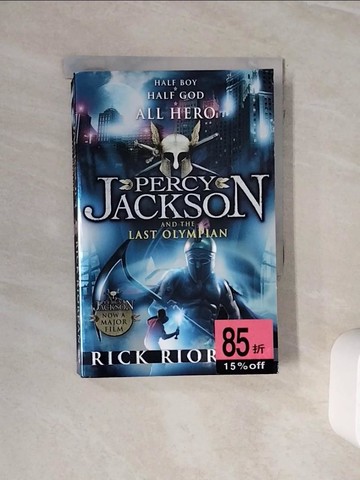 HALF BOY
HALF GOD
ALL HERO
PERCY
JACKSON
AND THE
LAST OLYMPIAN
JACKSON
NOW A
MAJOR
FILM
RICK RIOR
85折
15%off